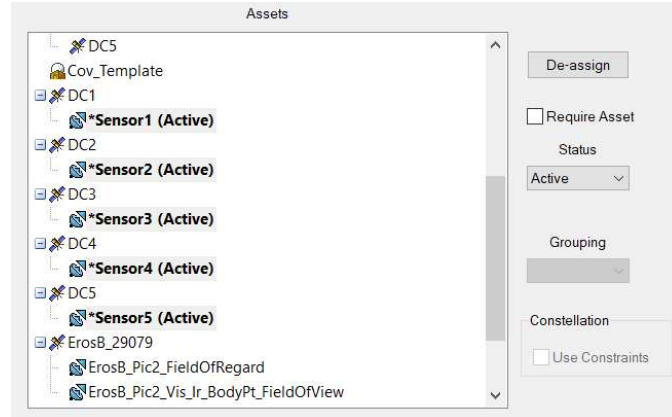 Assets
DC5
Cov_Template
DC1
*Sensor1 (Active)
DC2
*Sensor2 (Active)
DC3
*Sensor3 (Active)
DC4
*Sensor4 (Active)
DC5
*Sensor5 (Active)
ErosB_29079
ErosB_Pic2_FieldOfRegard
ErosB_Pic2_Vis_Ir_BodyPt_FieldOfView
De-assign
Require Asset
Status
Active
Grouping
Constellation
Use Constraints